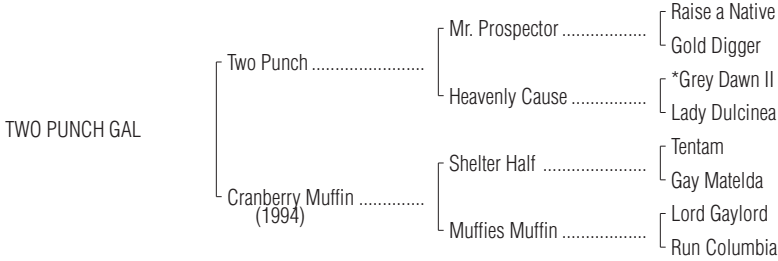 Raise a Native
Mr. Prospector ..................
Gold Digger
Two Punch .......................
*Grey Dawn II
Heavenly Cause ................
Lady Dulcinea
TWO PUNCH GAL
Tentam
Shelter Half ......................
Gay Matelda
Cranberry Muffin ..............
(1994)
Lord Gaylord
Muffies Muffin ..................
Run Columbia